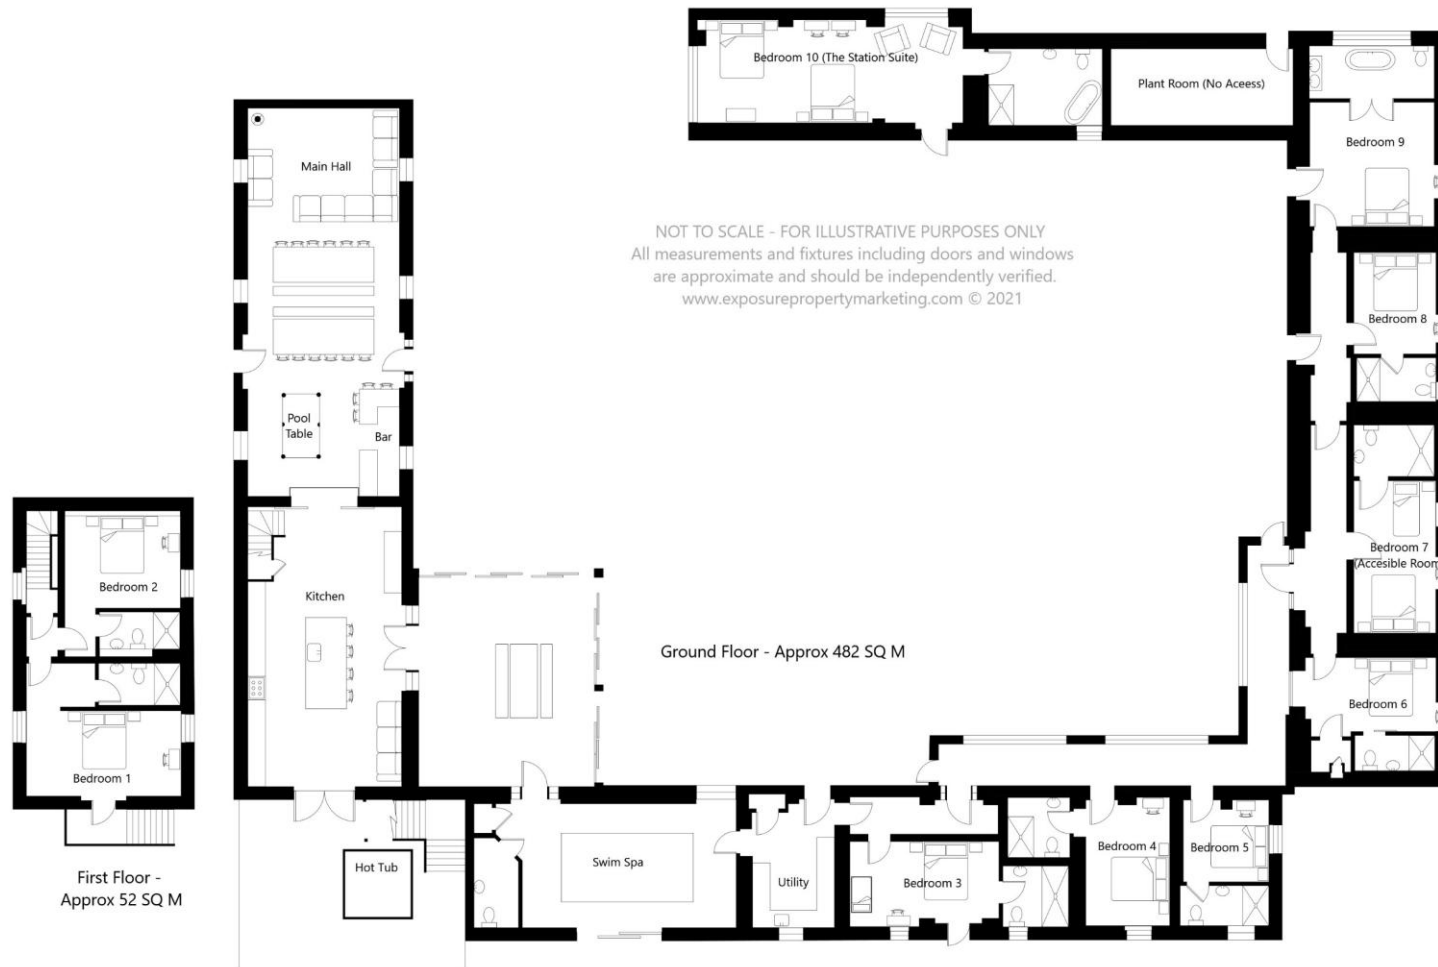 Bedroom 10 (The Station Suite)
Plant Room (No Aceess)
Bedroom 9
Main Hall
NOT TO SCALE - FOR ILLUSTRATIVE PURPOSES ONLY
All measurements and fixtures including doors and windows
are approximate and should be independently verified.
www.exposurepropertymarketing.com © 2021
Bedroom 8
Pool
Table
Bar
Bedroom 7
(Accesible Room
Bedroom 2
Kitchen
Ground Floor - Approx 482 SQ M
Bedroom 6
Bedroom 1
First Floor -
Approx 52 SQ M
Hot Tub
Swim Spa
Utility
Bedroom 3
Bedroom 4
Bedroom 5